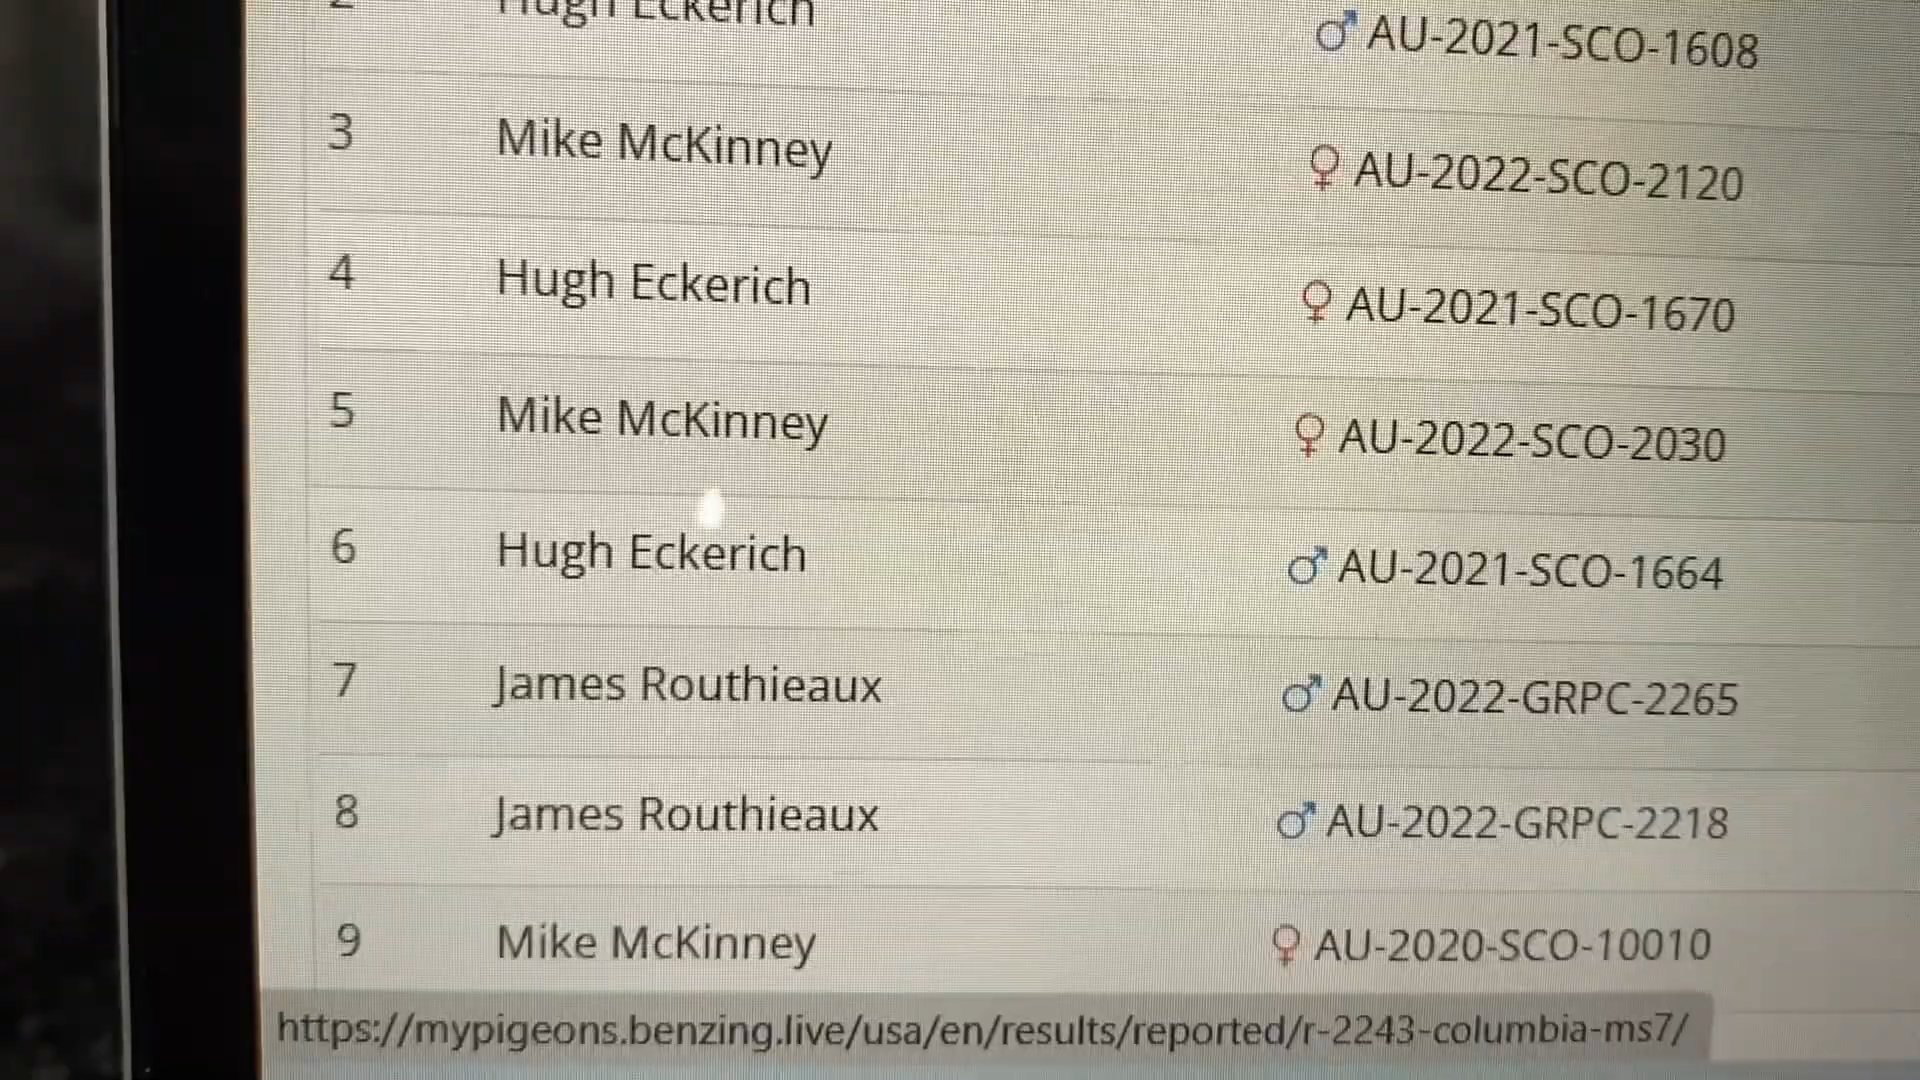 2 Hugh Eckerich ♂ AU-2021-SCO-1608
3 Mike McKinney ♀ AU-2022-SCO-2120
4 Hugh Eckerich ♀ AU-2021-SCO-1670
5 Mike McKinney ♀ AU-2022-SCO-2030
6 Hugh Eckerich ♂ AU-2021-SCO-1664
7 James Routhieaux ♂ AU-2022-GRPC-2265
8 James Routhieaux ♂ AU-2022-GRPC-2218
9 Mike McKinney ♀ AU-2020-SCO-10010
https://mypigeons.benzing.live/usa/en/results/reported/r-2243-columbia-ms7/